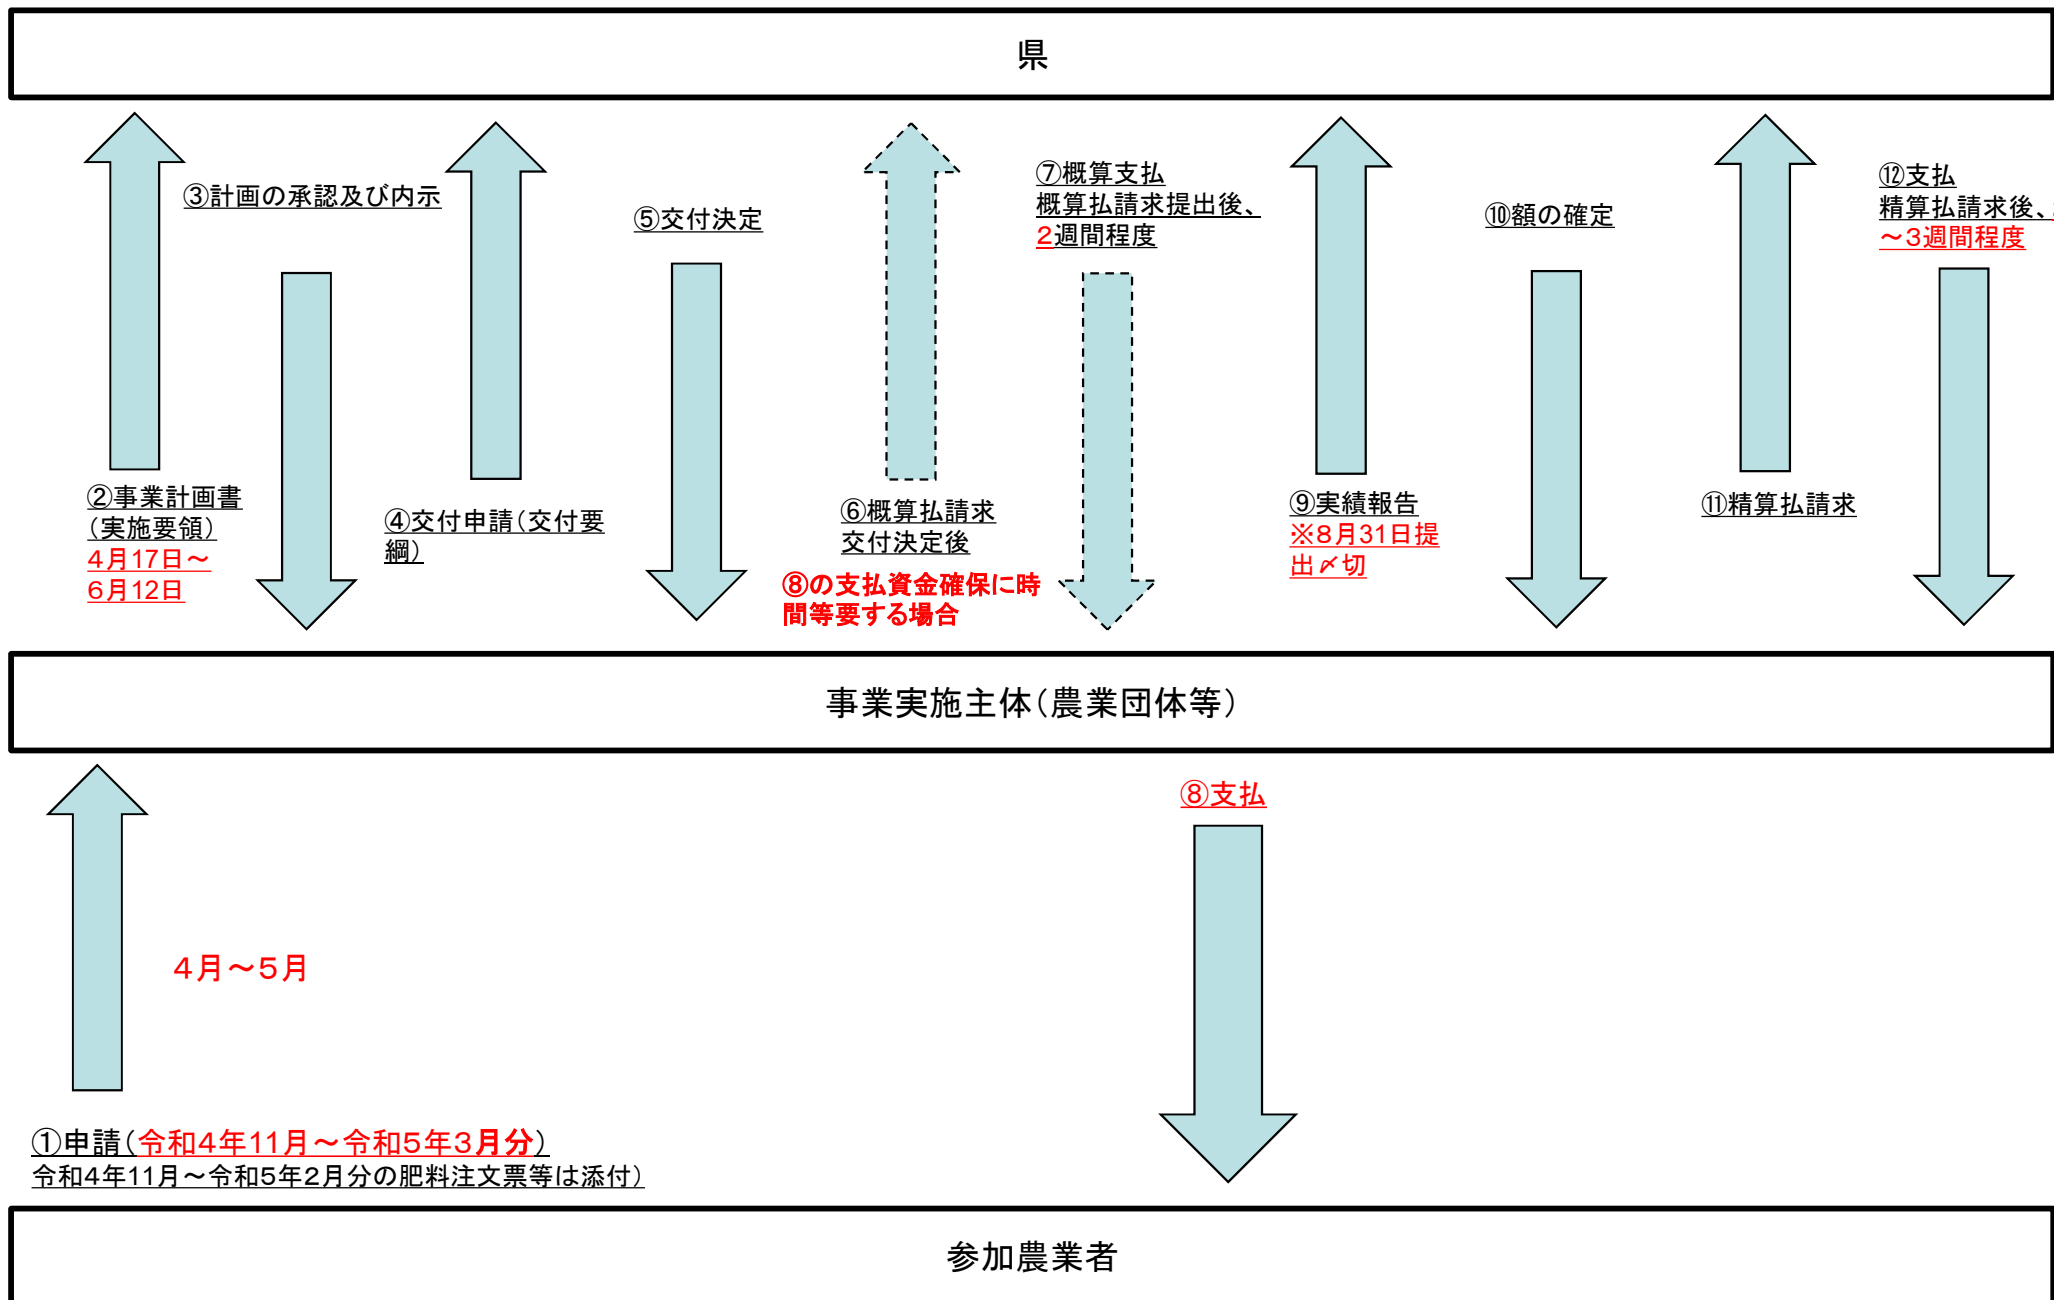 県
③計画の承認及び内示
⑤交付決定
⑦概算支払
概算払請求提出後、
2週間程度
⑩額の確定
⑫支払
精算払請求後、
～3週間程度
②事業計画書
（実施要領）
4月17日～
6月12日
④交付申請（交付要
綱）
⑥概算払請求
交付決定後
⑧の支払資金確保に時
間等要する場合
⑨実績報告
※8月31日提
出〆切
⑪精算払請求
事業実施主体（農業団体等）
⑧支払
4月～5月
①申請（令和4年11月～令和5年3月分）
令和4年11月～令和5年2月分の肥料注文票等は添付）
参加農業者